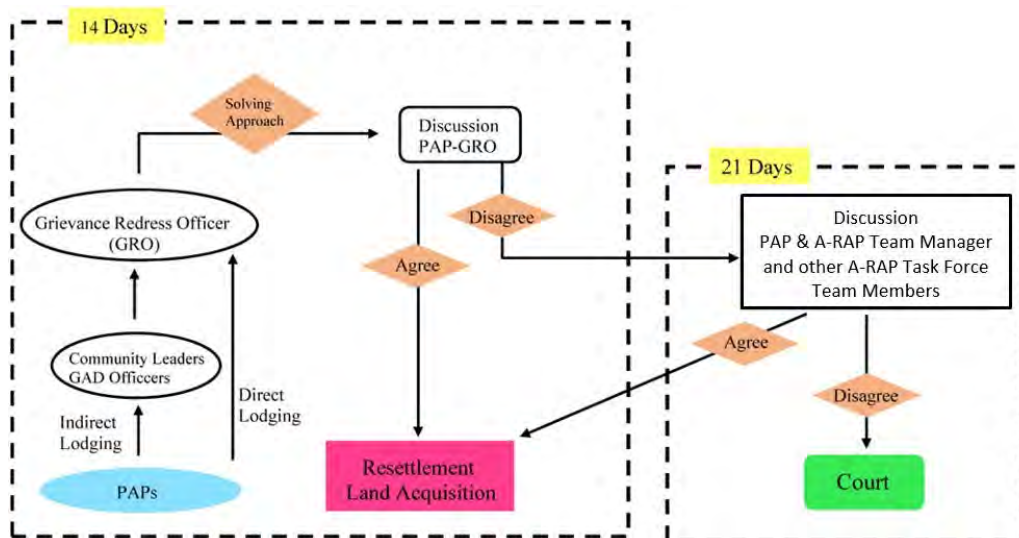 14 Days
Solving
Approach
Discussion
PAP-GRO
Grievance Redress Officer
(GRO)
Disagree
Agree
Community Leaders
GAD Officcers
Direct
Lodging
Indirect
Lodging
PAPs
Resettlement
Land Acquisition
21 Days
Discussion
PAP & A-RAP Team Manager
and other A-RAP Task Force
Team Members
Agree
Disagree
Court